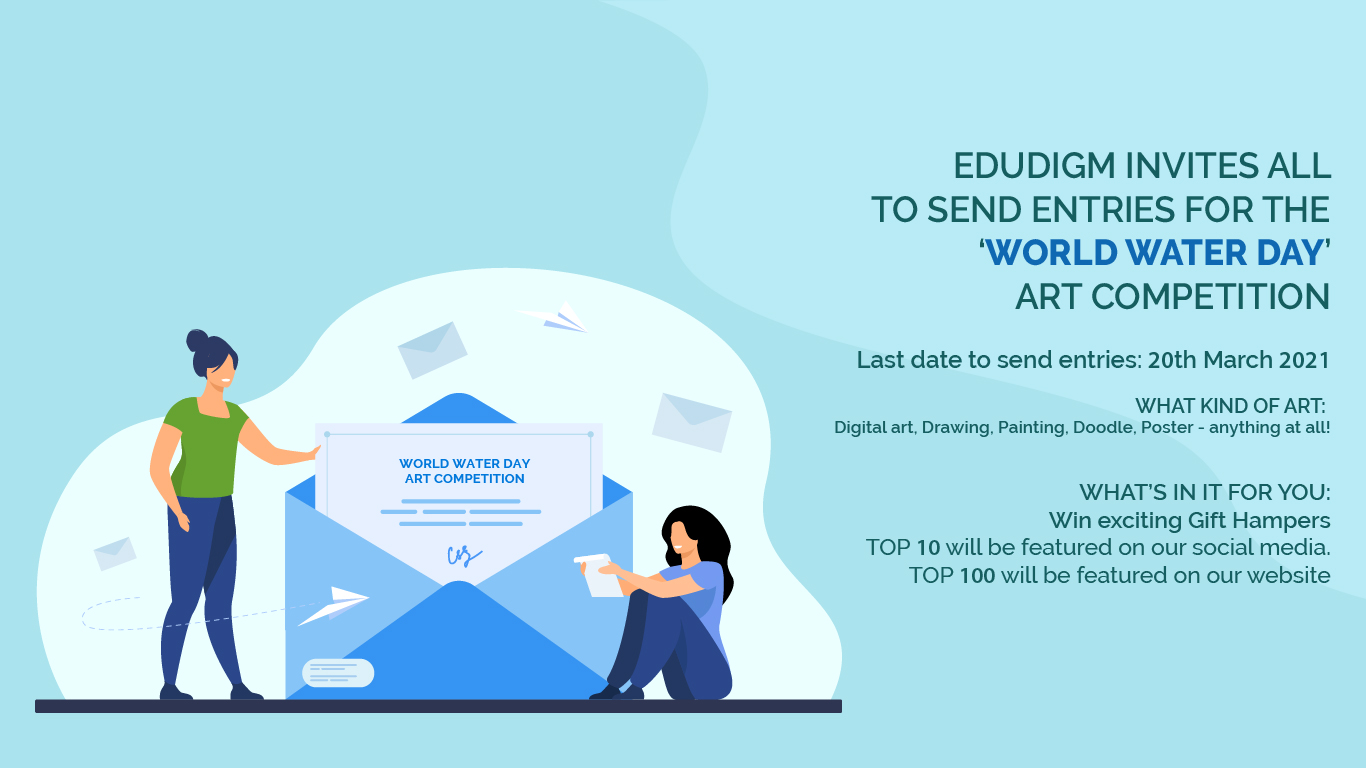 EDUDIGM INVITES ALL
TO SEND ENTRIES FOR THE
‘WORLD WATER DAY’
ART COMPETITION
Last date to send entries: 20th March 2021
WHAT KIND OF ART:
Digital art, Drawing, Painting, Doodle, Poster - anything at all!
WHAT’S IN IT FOR YOU:
Win exciting Gift Hampers
TOP 10 will be featured on our social media.
TOP 100 will be featured on our website
WORLD WATER DAY
ART COMPETITION